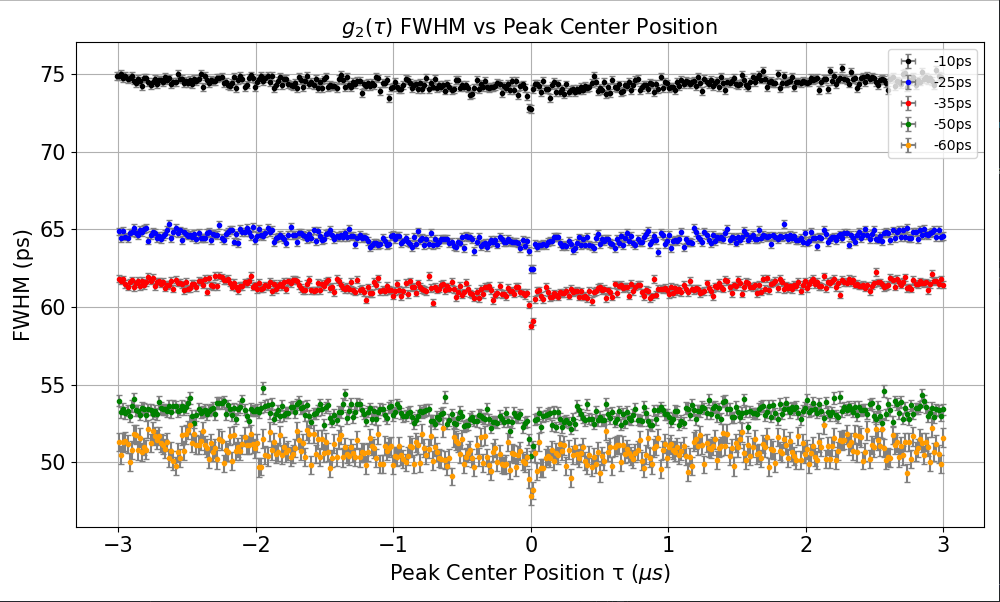 g₂(τ) FWHM vs Peak Center Position
FWHM (ps)
75
70
65
60
55
50
-10ps
-25ps
-35ps
-50ps
-60ps
−3
−2
−1
0
1
2
3
Peak Center Position τ (μs)